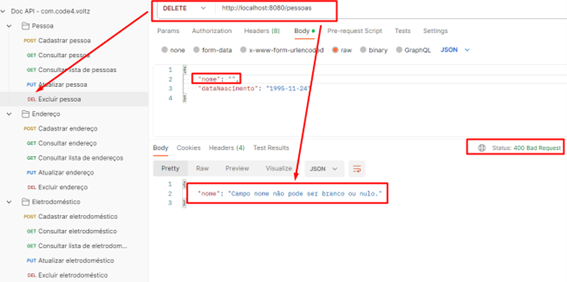 Doc API - com.code4.voltz
Pessoa
POST Cadastrar pessoa
GET Consultar pessoa
GET Consultar lista de pessoas
PUT Atualizar pessoa
DEL Excluir pessoa
Endereço
POST Cadastrar endereço
GET Consultar endereço
GET Consultar lista de endereços
PUT Atualizar endereço
DEL Excluir endereço
Eletrodoméstico
POST Cadastrar eletrodoméstico
GET Consultar eletrodoméstico
GET Consultar lista de eletrodom...
PUT Atualizar eletrodoméstico
DEL Excluir eletrodoméstico
DELETE http://localhost:8080/pessoas
Params Authorization Headers (8) Body Pre-request Script Tests Settings
none form-data x-www-form-urlencoded raw binary GraphQL JSON
1 {
2 "nome": "",
3 "dataNascimento": "1995-11-24"
4 }
Body Cookies Headers (4) Test Results Status: 400 Bad Request
Pretty Raw Preview Visualize JSON
1 {
2 "nome": "Campo nome não pode ser branco ou nulo."
3 }